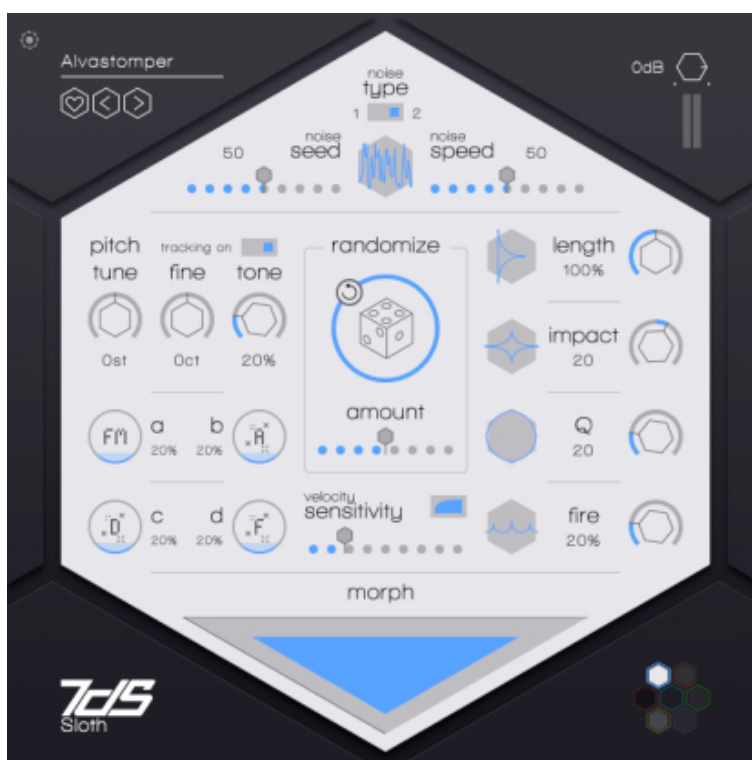 Alvastomper
0dB
noise
type
1 2
noise
seed
50
noise
speed
50
pitch
tracking on
tune fine tone
0st 0ct 20%
randomize
amount
length
100%
impact
20
Q
20
fire
20%
FM a b A
20% 20%
D c d F
20% 20%
velocity
sensitivity
morph
7dS
Sloth